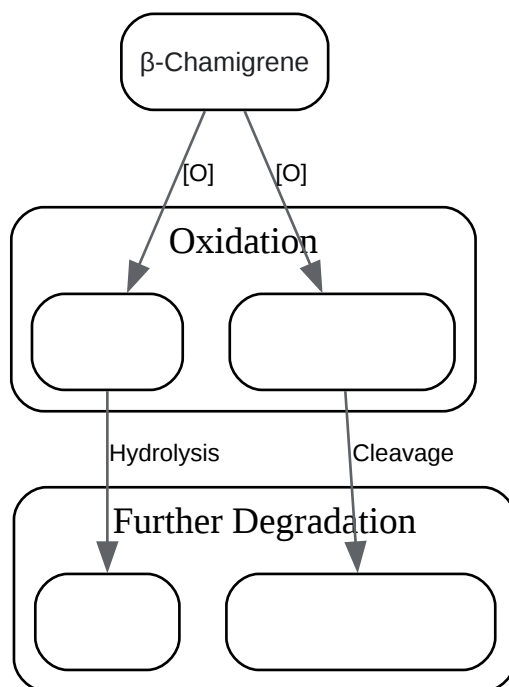 β-Chamigrene
[O] [O]
Oxidation
Hydrolysis Cleavage
Further Degradation